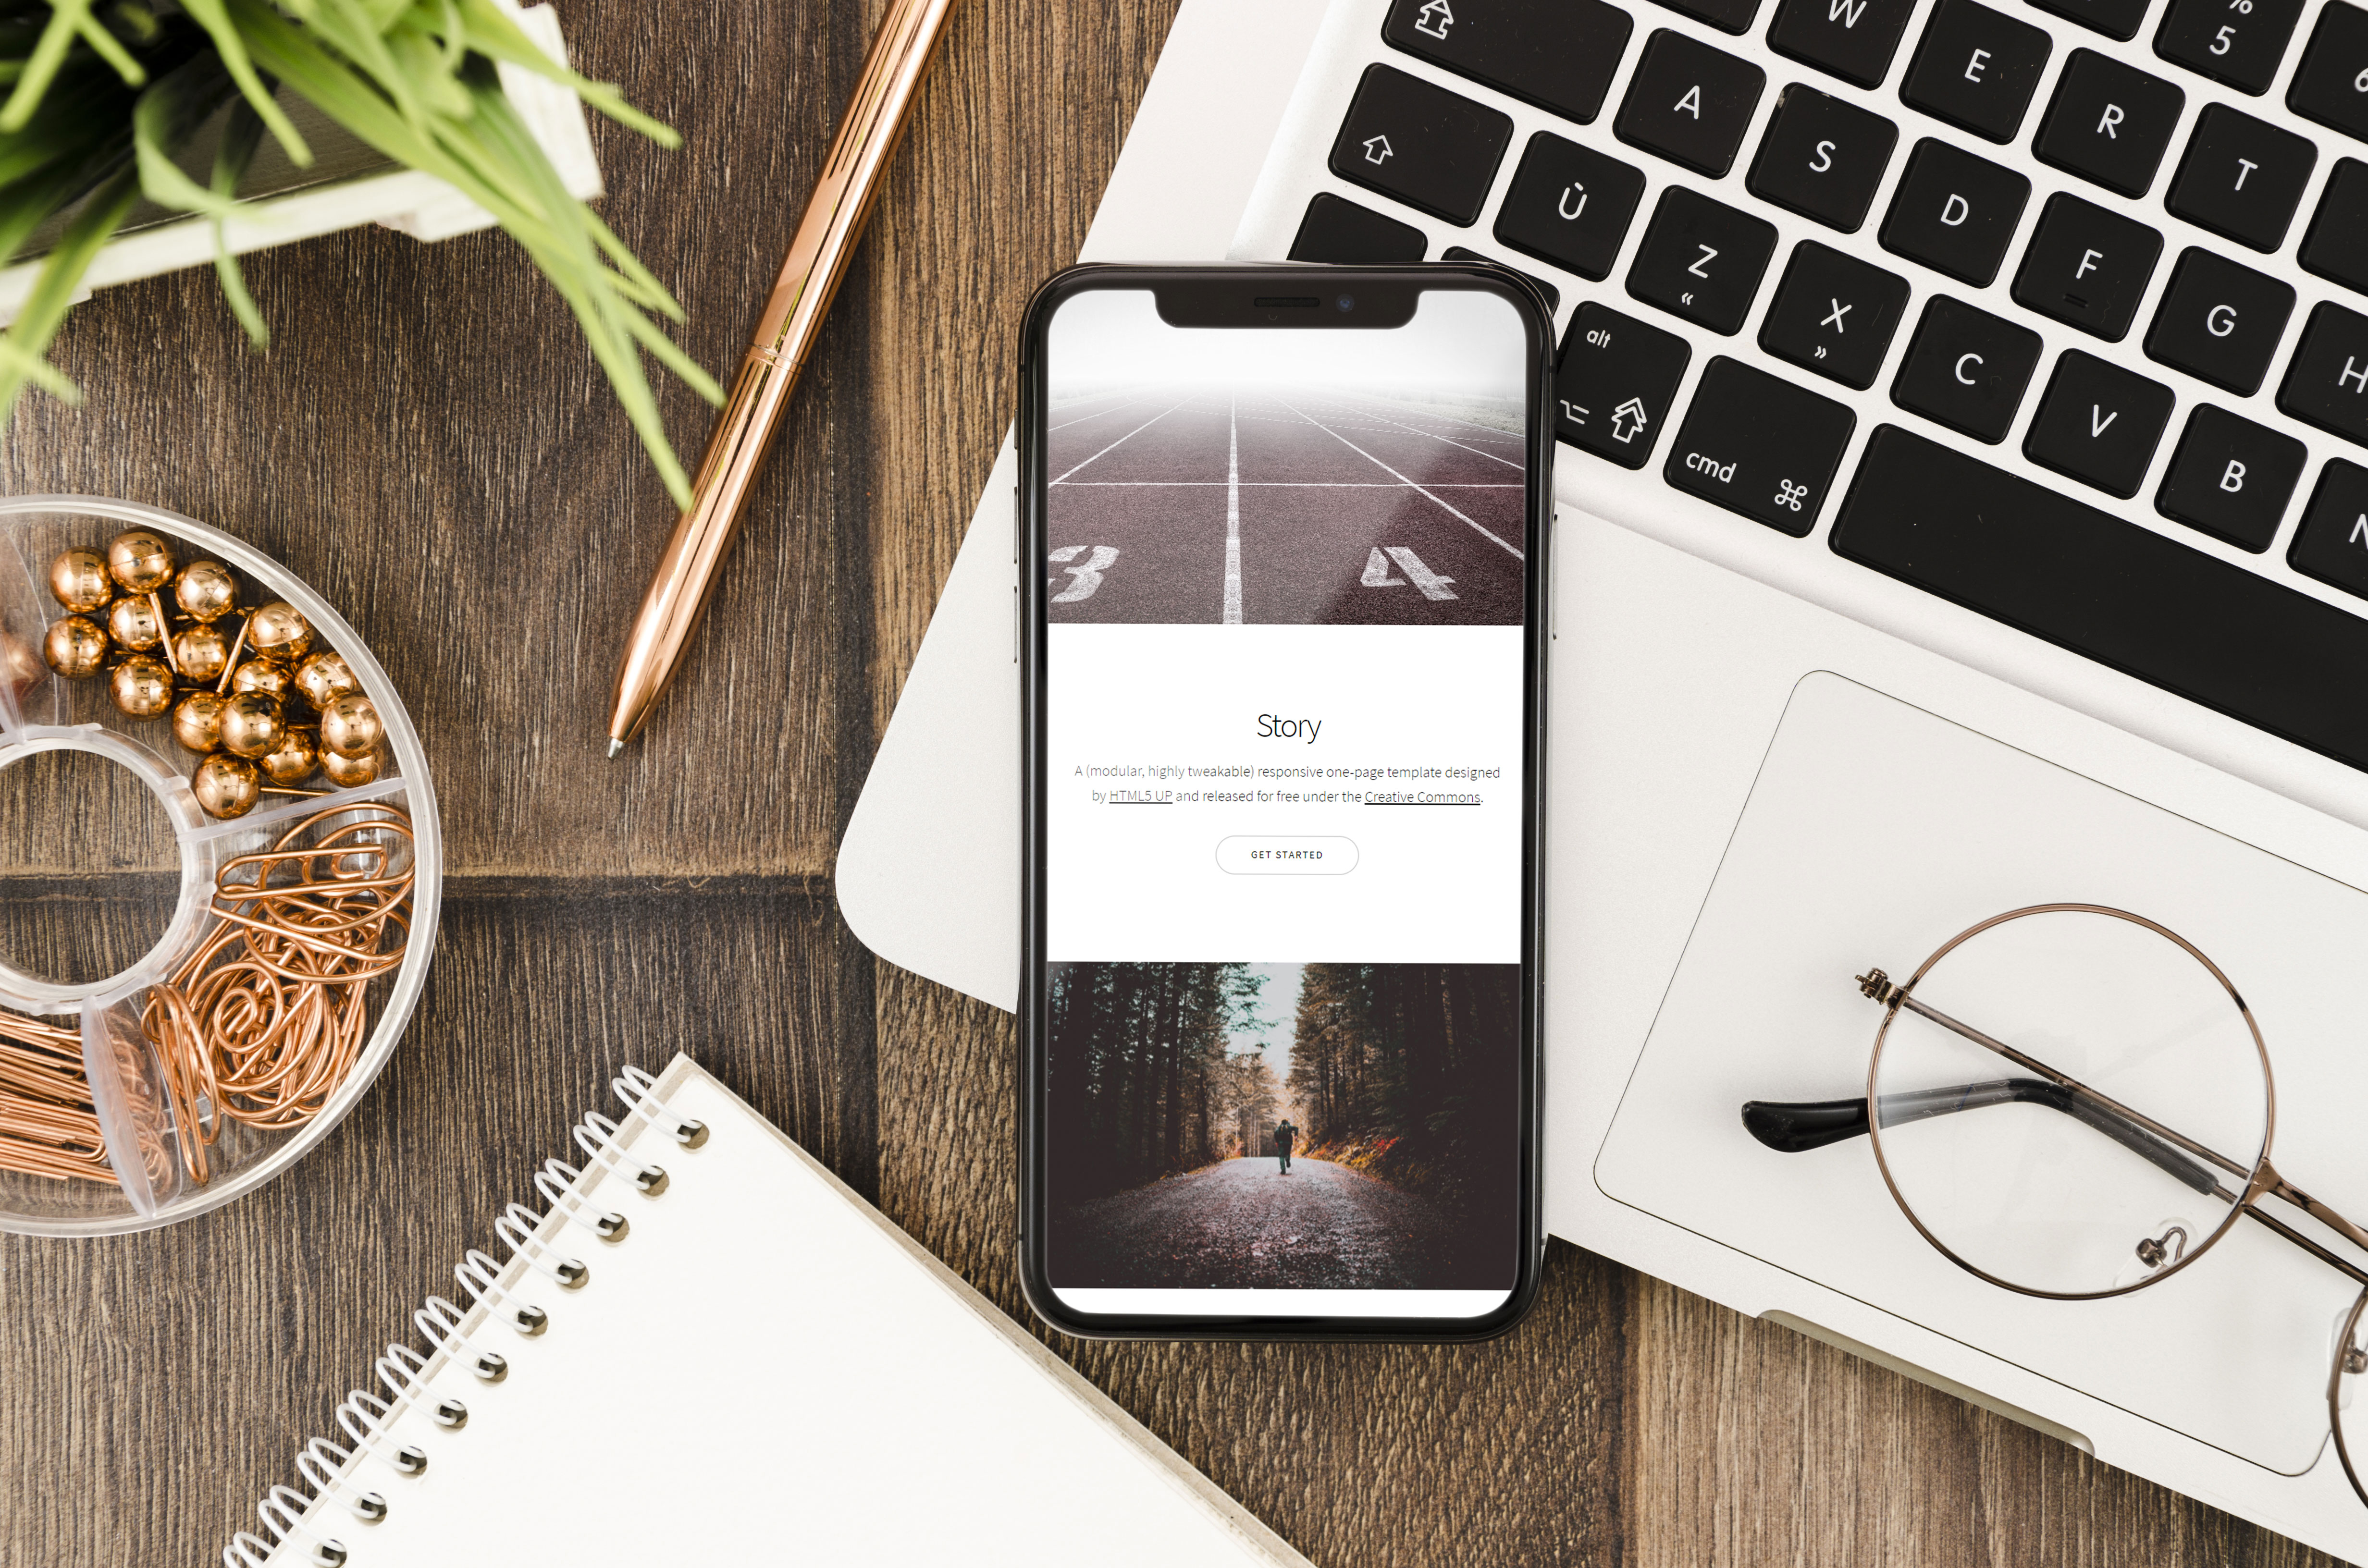 W
%
5
6
E
A
R
S
T
Ù
D
Z
«
F
X
»
G
C
H
alt
V
cmd ⌘
B
N
3 4
Story
A (modular, highly tweakable) responsive one-page template designed
by HTML5 UP and released for free under the Creative Commons.
GET STARTED